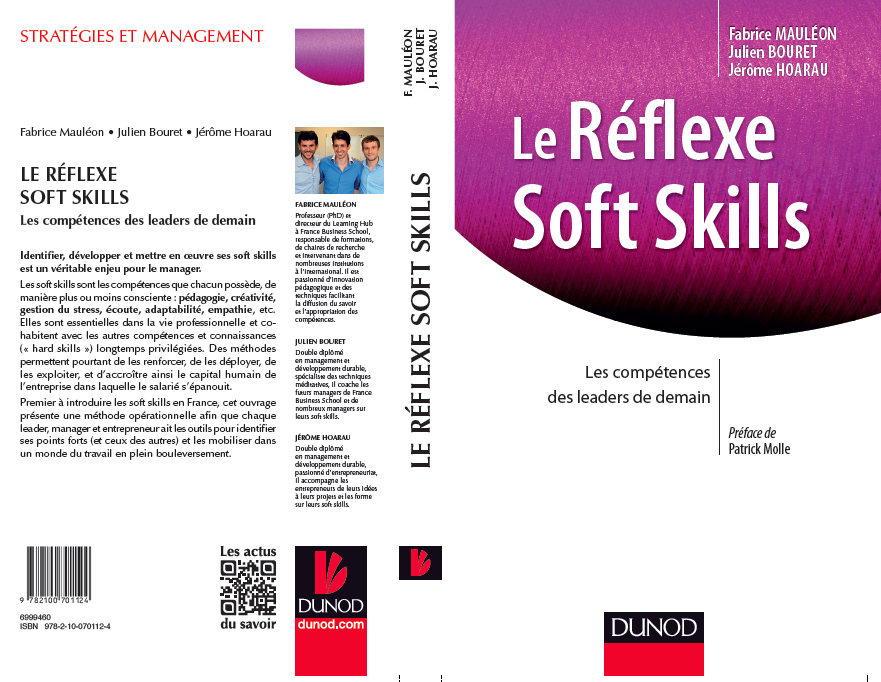 STRATÉGIES ET MANAGEMENT
Fabrice Mauléon • Julien Bouret • Jérôme Hoarau
LE RÉFLEXE
SOFT SKILLS
Les compétences des leaders de demain
Identifier, développer et mettre en œuvre ses soft skills
est un véritable enjeu pour le manager.
Les soft skills sont les compétences que chacun possède, de
manière plus ou moins consciente : pédagogie, créativité,
gestion du stress, écoute, adaptabilité, empathie, etc.
Elles sont essentielles dans la vie professionnelle et co-
habitent avec les autres compétences et connaissances
(« hard skills ») longtemps privilégiées. Des méthodes
permettent pourtant de les renforcer, de les déployer, de
les exploiter, et d’accroître ainsi le capital humain de
l’entreprise dans laquelle le salarié s’épanouit.
Premier à introduire les soft skills en France, cet ouvrage
présente une méthode opérationnelle afin que chaque
leader, manager et entrepreneur ait les outils pour identifier
ses points forts (et ceux des autres) et les mobiliser dans
un monde du travail en plein bouleversement.
9 782100 701124
6999460
ISBN 978-2-10-070112-4
Les actus
du savoir
FABRICE MAULÉON
Professeur (PhD) et
directeur du Learning Hub
à France Business School,
responsable de formations,
de chaires de recherche
et intervenant dans de
nombreuses institutions
à l’international. Il est
passionné d’innovation
pédagogique et des
techniques facilitant
la diffusion du savoir
et l’appropriation des
compétences.
JULIEN BOURET
Double diplômé
en management et
développement durable,
spécialiste des techniques
méditatives, il coache les
futurs managers de France
Business School et de
nombreux managers sur
leurs soft skills.
JÉRÔME HOARAU
Double diplômé
en management et
développement durable,
passionné d’entrepreneuriat,
il accompagne les
entrepreneurs de leurs idées
à leurs projets et les forme
sur leurs soft skills.
DUNOD
dunod.com
F. MAULÉON
J. BOURET
J. HOARAU
LE RÉFLEXE SOFT SKILLS
Fabrice MAULÉON
Julien BOURET
Jérôme HOARAU
Le Réflexe
Soft Skills
Les compétences
des leaders de demain
Préface de
Patrick Molle
DUNOD